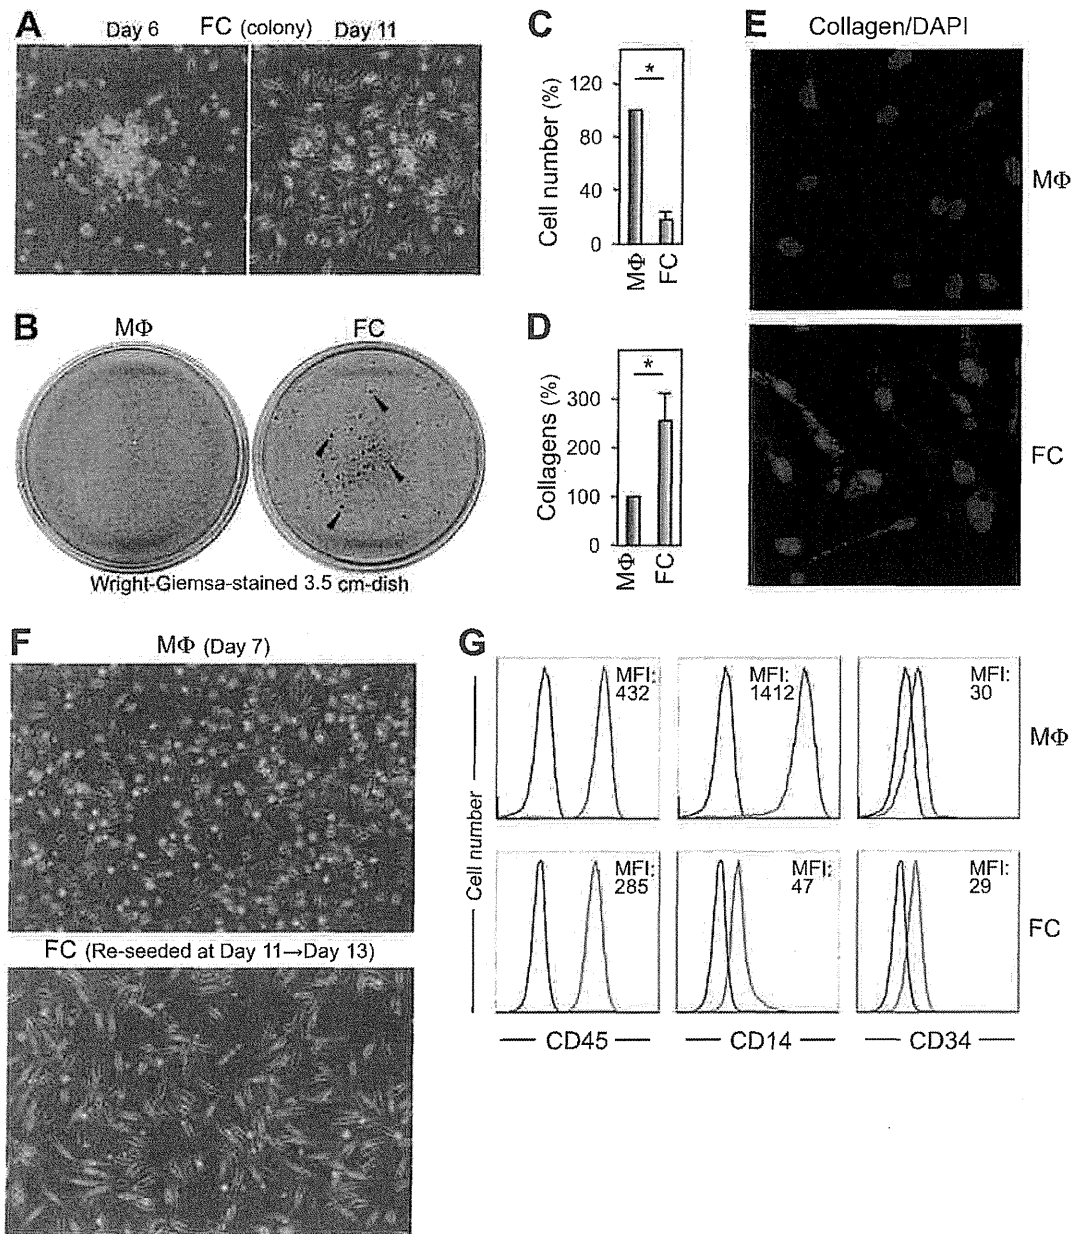 A
Day 6 FC (colony) Day 11
B
MΦ FC
Wright-Giemsa-stained 3.5 cm-dish
C
Cell number (%)
120
80
40
0
*
MΦ
FC
D
Collagens (%)
300
200
100
0
*
MΦ
FC
E
Collagen/DAPI
MΦ
FC
F
MΦ (Day 7)
FC (Re-seeded at Day 11→Day 13)
G
Cell number
MFI:
432
MFI:
1412
MFI:
30
MΦ
MFI:
285
MFI:
47
MFI:
29
FC
CD45
CD14
CD34